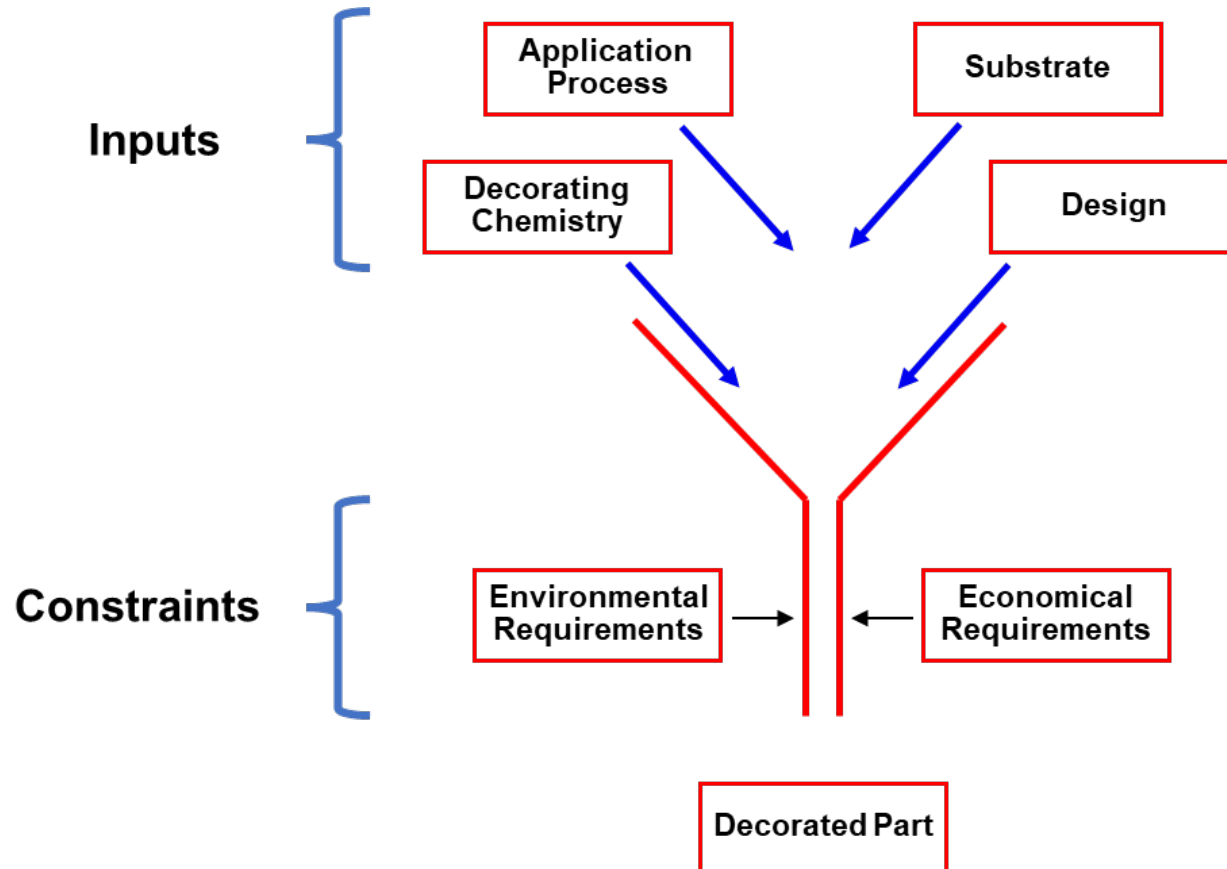 Application
Process
Substrate
Inputs
Decorating
Chemistry
Design
Environmental
Requirements
Economical
Requirements
Constraints
Decorated Part